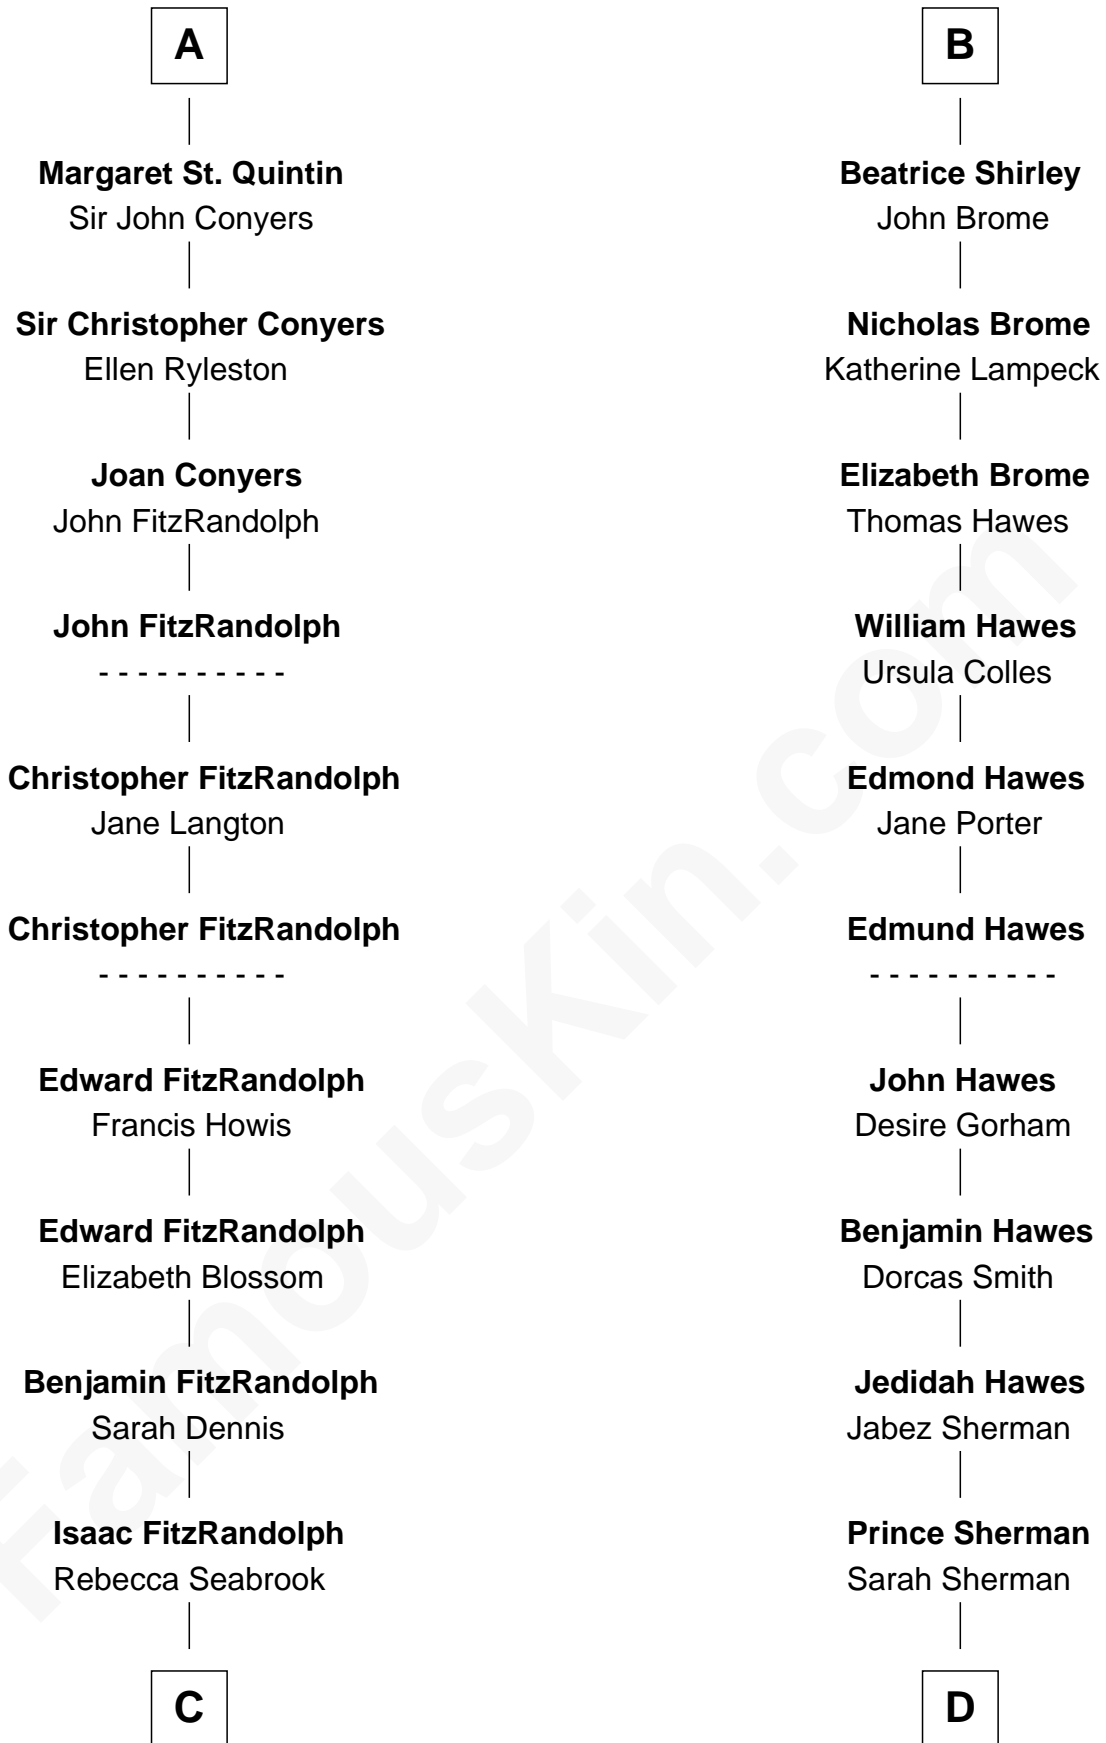 A
Margaret St. Quintin
Sir John Conyers
Sir Christopher Conyers
Ellen Ryleston
Joan Conyers
John FitzRandolph
John FitzRandolph
- - - - - - - - - -
Christopher FitzRandolph
Jane Langton
Christopher FitzRandolph
- - - - - - - - - -
Edward FitzRandolph
Francis Howis
Edward FitzRandolph
Elizabeth Blossom
Benjamin FitzRandolph
Sarah Dennis
Isaac FitzRandolph
Rebecca Seabrook
C
B
Beatrice Shirley
John Brome
Nicholas Brome
Katherine Lampeck
Elizabeth Brome
Thomas Hawes
William Hawes
Ursula Colles
Edmond Hawes
Jane Porter
Edmund Hawes
- - - - - - - - - -
John Hawes
Desire Gorham
Benjamin Hawes
Dorcas Smith
Jedidah Hawes
Jabez Sherman
Prince Sherman
Sarah Sherman
D
FamousKin.com